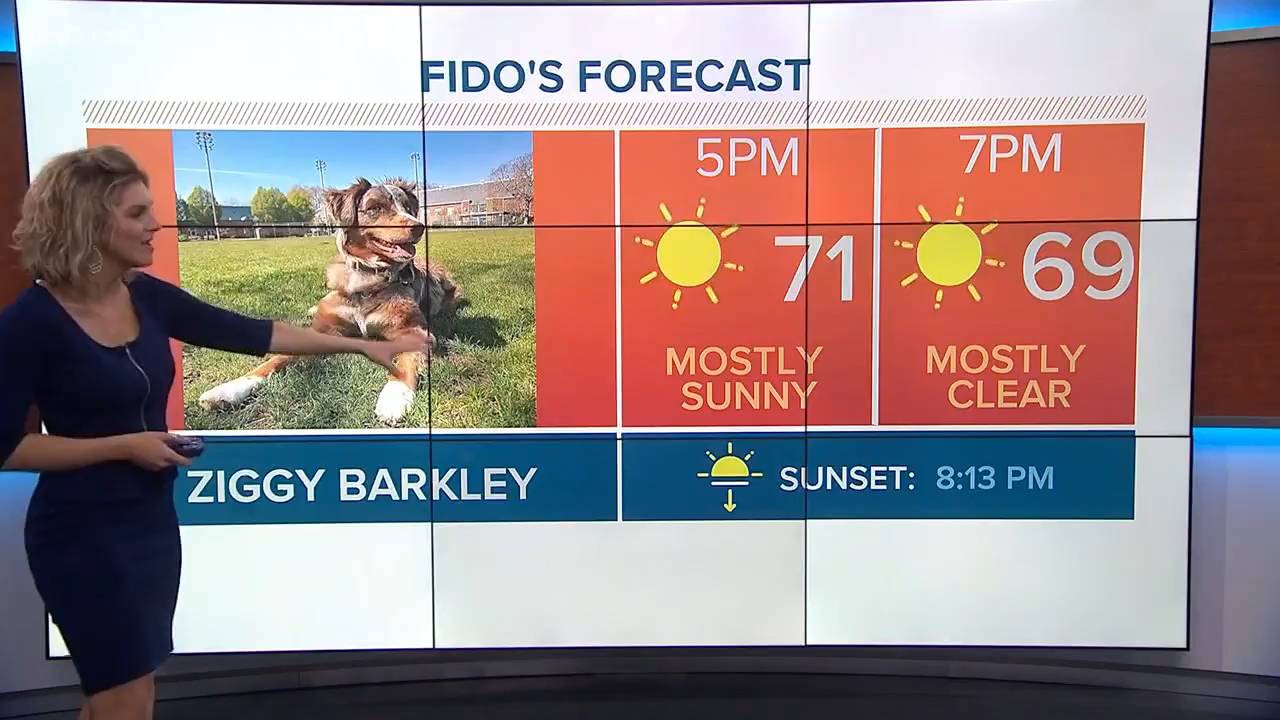 FIDO'S FORECAST
5PM
71
MOSTLY
SUNNY
7PM
69
MOSTLY
CLEAR
ZIGGY BARKLEY
SUNSET: 8:13 PM